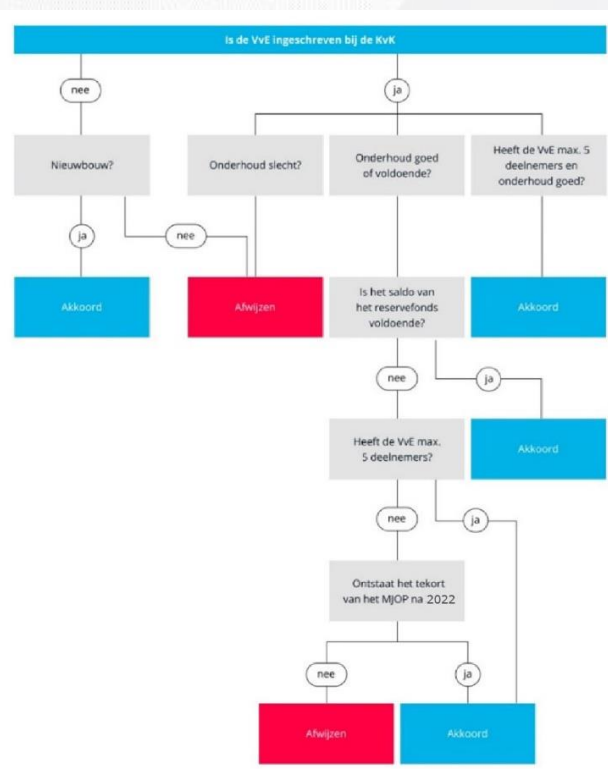 Is de VvE ingeschreven bij de KvK
nee
ja
Nieuwbouw?
Onderhoud slecht?
Onderhoud goed
of voldoende?
Heeft de VvE max. 5
deelnemers en
onderhoud goed?
ja
nee
Akkoord
Afwijzen
Is het saldo van
het reservefonds
voldoende?
Akkoord
nee
ja
Heeft de VvE max.
5 deelnemers?
Akkoord
nee
ja
Ontstaat het tekort
van het MJOP na 2022
nee
ja
Afwijzen
Akkoord